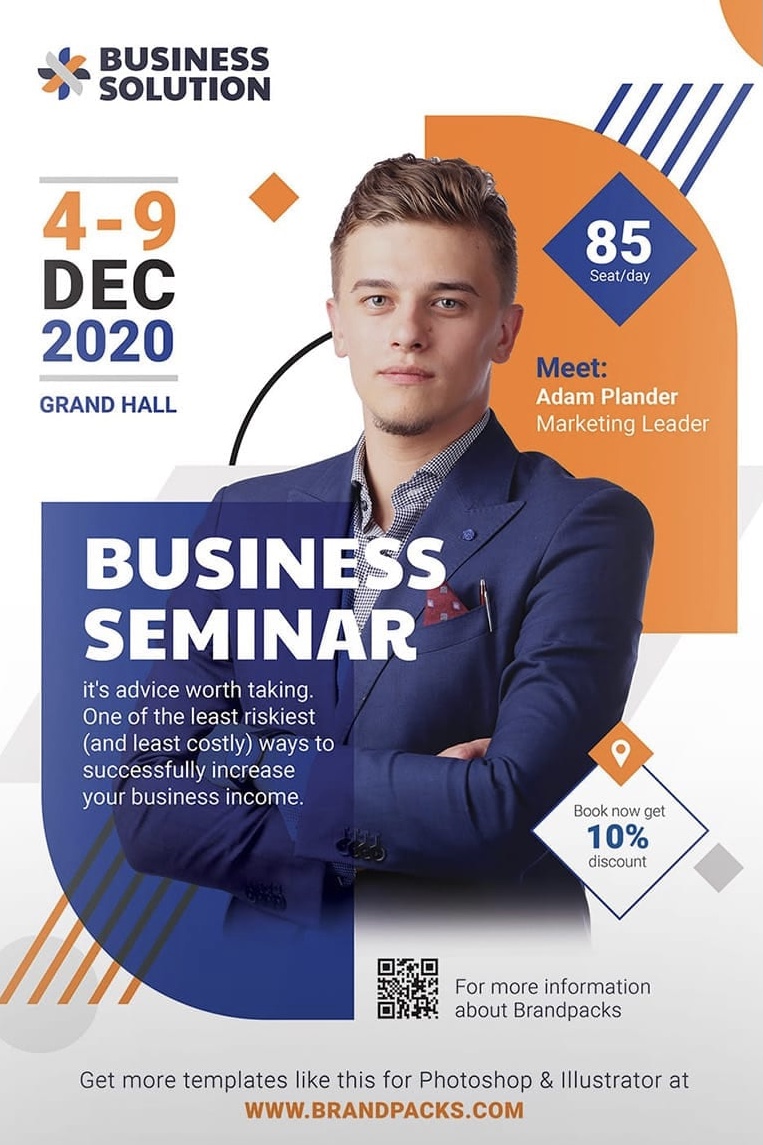 BUSINESS
SOLUTION
4-9
DEC
2020
GRAND HALL
85
Seat/day
Meet:
Adam Plander
Marketing Leader
BUSINESS
SEMINAR
it's advice worth taking.
One of the least riskiest
(and least costly) ways to
successfully increase
your business income.
Book now get
10%
discount
For more information
about Brandpacks
Get more templates like this for Photoshop & Illustrator at
WWW.BRANDPACKS.COM